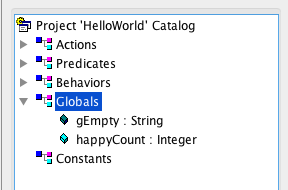 Project 'HelloWorld' Catalog
Actions
Predicates
Behaviors
Globals
gEmpty : String
happyCount : Integer
Constants